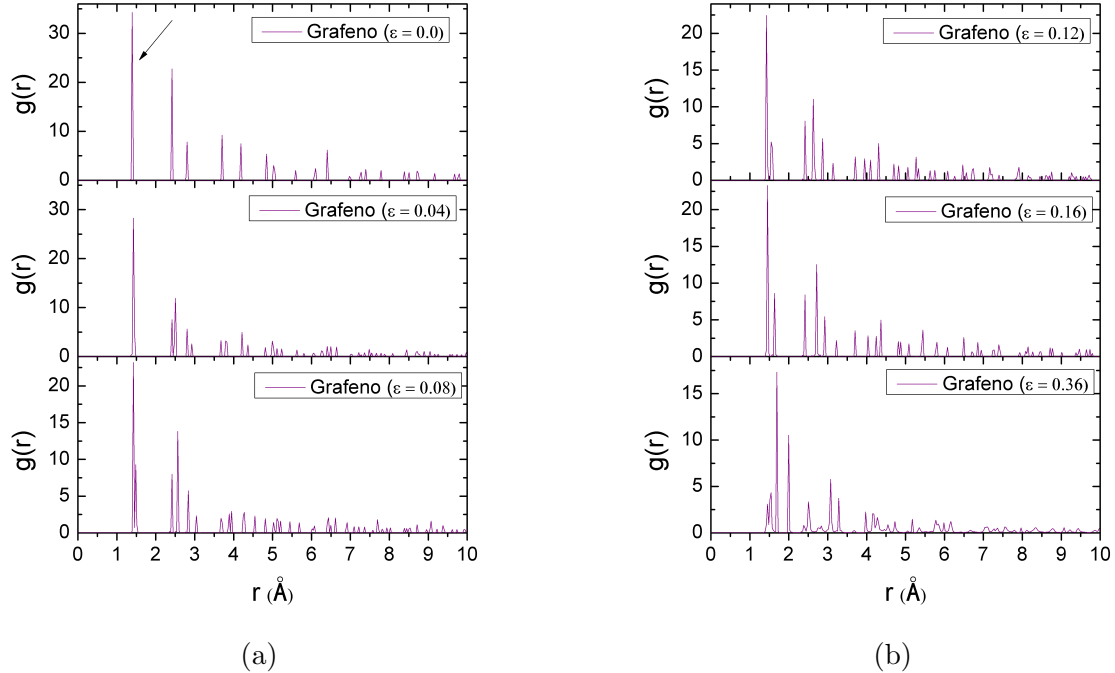 Grafeno (ε = 0.0)
g(r)
30
20
10
0
Grafeno (ε = 0.04)
g(r)
30
20
10
0
Grafeno (ε = 0.08)
g(r)
20
15
10
5
0
0 1 2 3 4 5 6 7 8 9 10
r (Å)
(a)
Grafeno (ε = 0.12)
g(r)
20
15
10
5
0
Grafeno (ε = 0.16)
g(r)
20
15
10
5
0
Grafeno (ε = 0.36)
g(r)
15
10
5
0
0 1 2 3 4 5 6 7 8 9 10
r (Å)
(b)